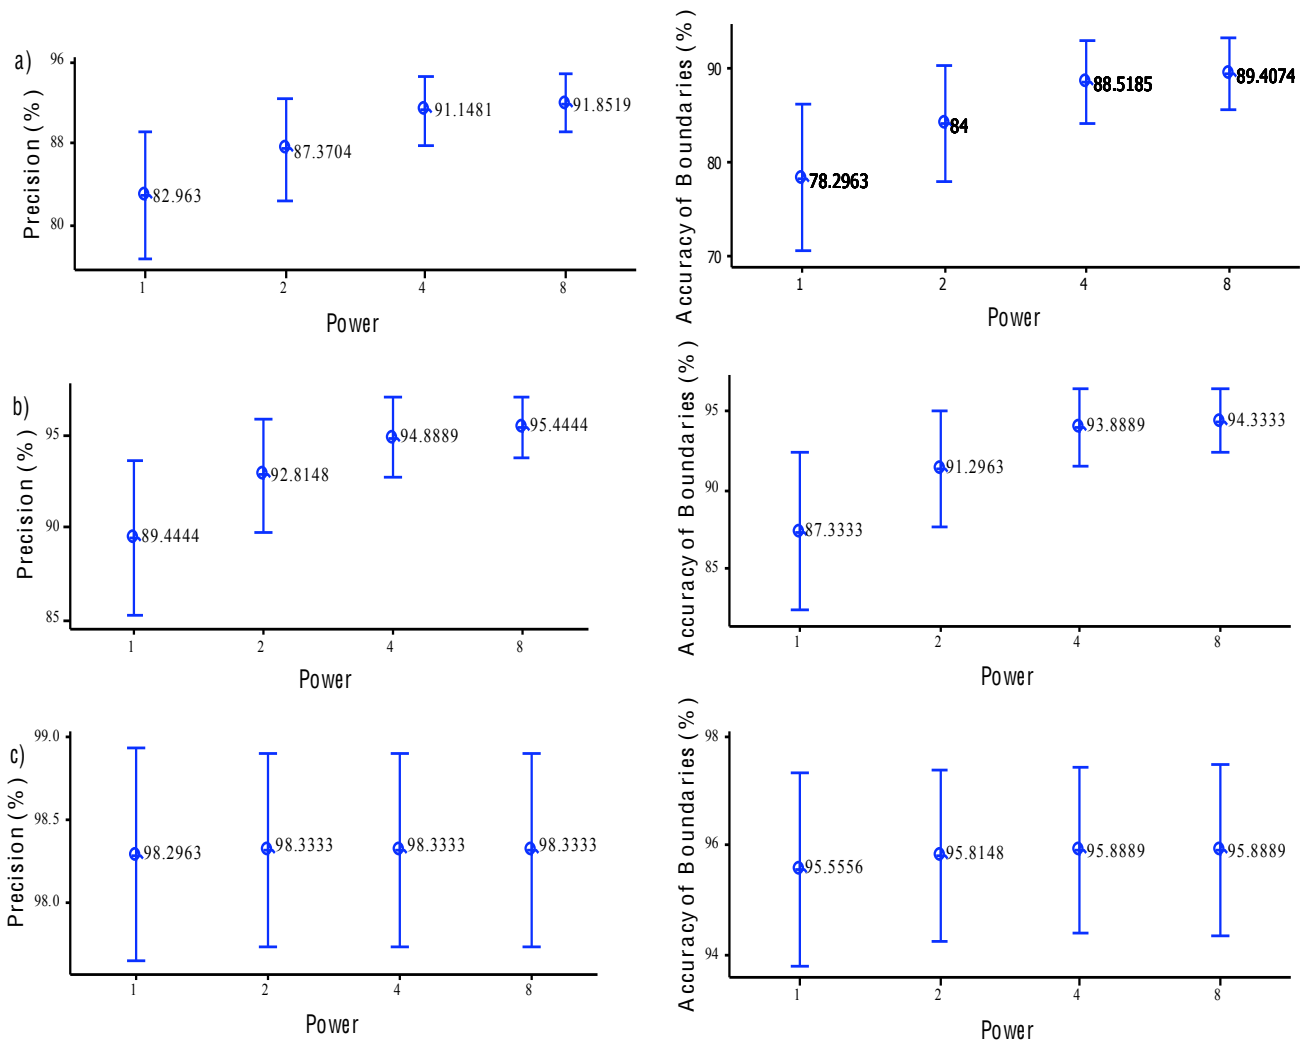 a)
Precision (%)
96
88
80
82.963
87.3704
91.1481
91.8519
1 2 4 8
Power
Accuracy of Boundaries (%)
90
80
70
78.2963
84
88.5185
89.4074
1 2 4 8
Power
b)
Precision (%)
95
90
85
89.4444
92.8148
94.8889
95.4444
1 2 4 8
Power
Accuracy of Boundaries (%)
95
90
85
87.3333
91.2963
93.8889
94.3333
1 2 4 8
Power
c)
Precision (%)
99.0
98.5
98.0
98.2963
98.3333
98.3333
98.3333
1 2 4 8
Power
Accuracy of Boundaries (%)
98
96
94
95.5556
95.8148
95.8889
95.8889
1 2 4 8
Power